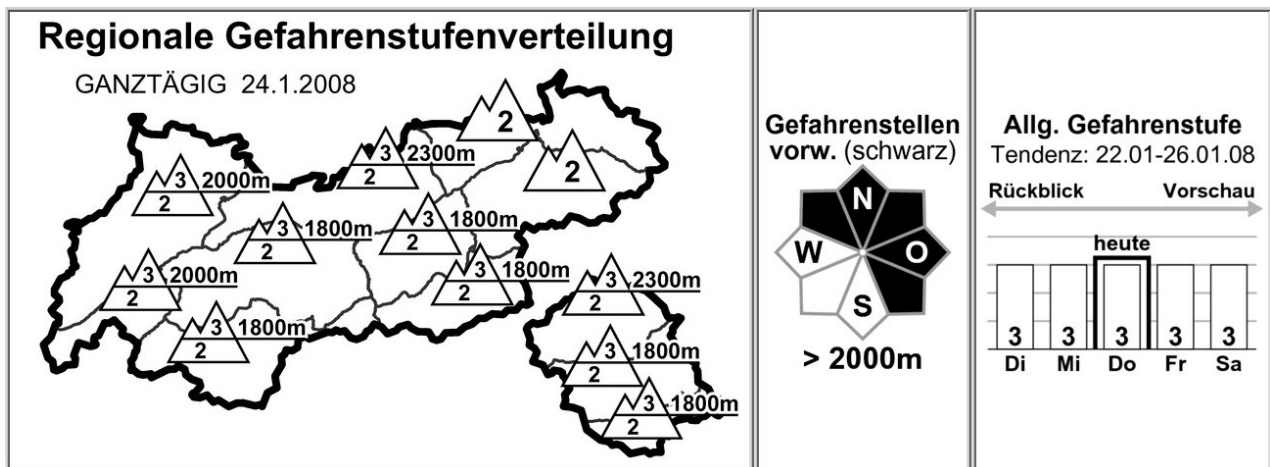 Regionale Gefahrenstufenverteilung
GANZTÄGIG 24.1.2008
2
3 2300m
2
2
3 2000m
2
3 1800m
2
3 1800m
2
3 2000m
2
3 1800m
2
3 2300m
2
3 1800m
2
3 1800m
2
3 1800m
2
Gefahrenstellen
vorw. (schwarz)
N
W O
S
> 2000m
Allg. Gefahrenstufe
Tendenz: 22.01-26.01.08
Rückblick Vorschau
heute
3 3 3 3 3
Di Mi Do Fr Sa